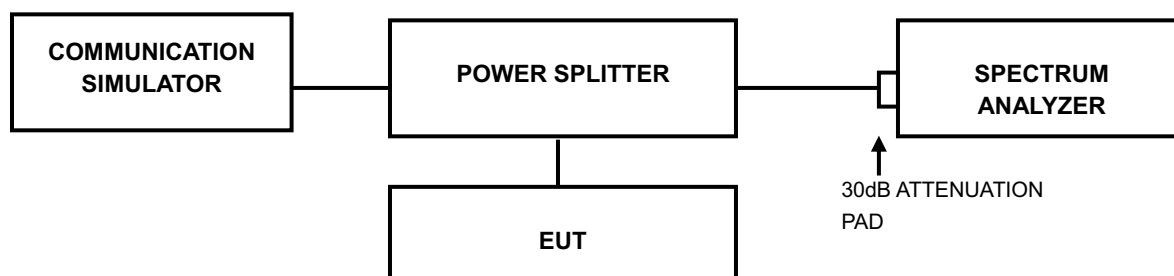 COMMUNICATION
SIMULATOR
POWER SPLITTER
SPECTRUM
ANALYZER
30dB ATTENUATION
PAD
EUT